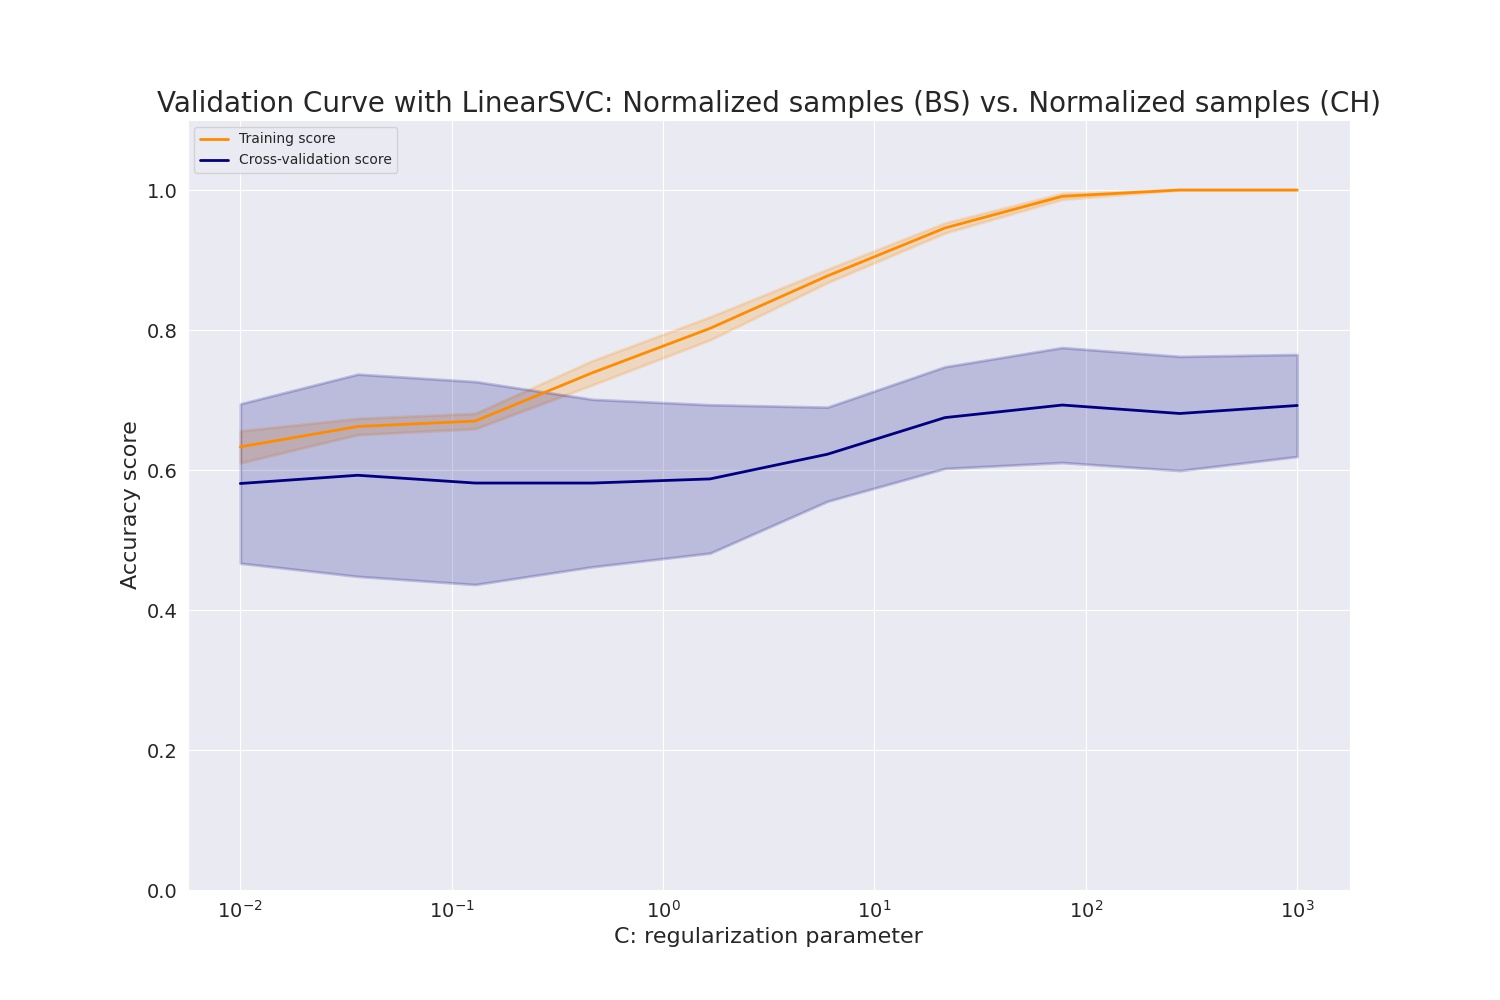 Validation Curve with LinearSVC: Normalized samples (BS) vs. Normalized samples (CH)
Training score
Cross-validation score
1.0
0.8
0.6
0.4
0.2
0.0
Accuracy score
10⁻² 10⁻¹ 10⁰ 10¹ 10² 10³
C: regularization parameter